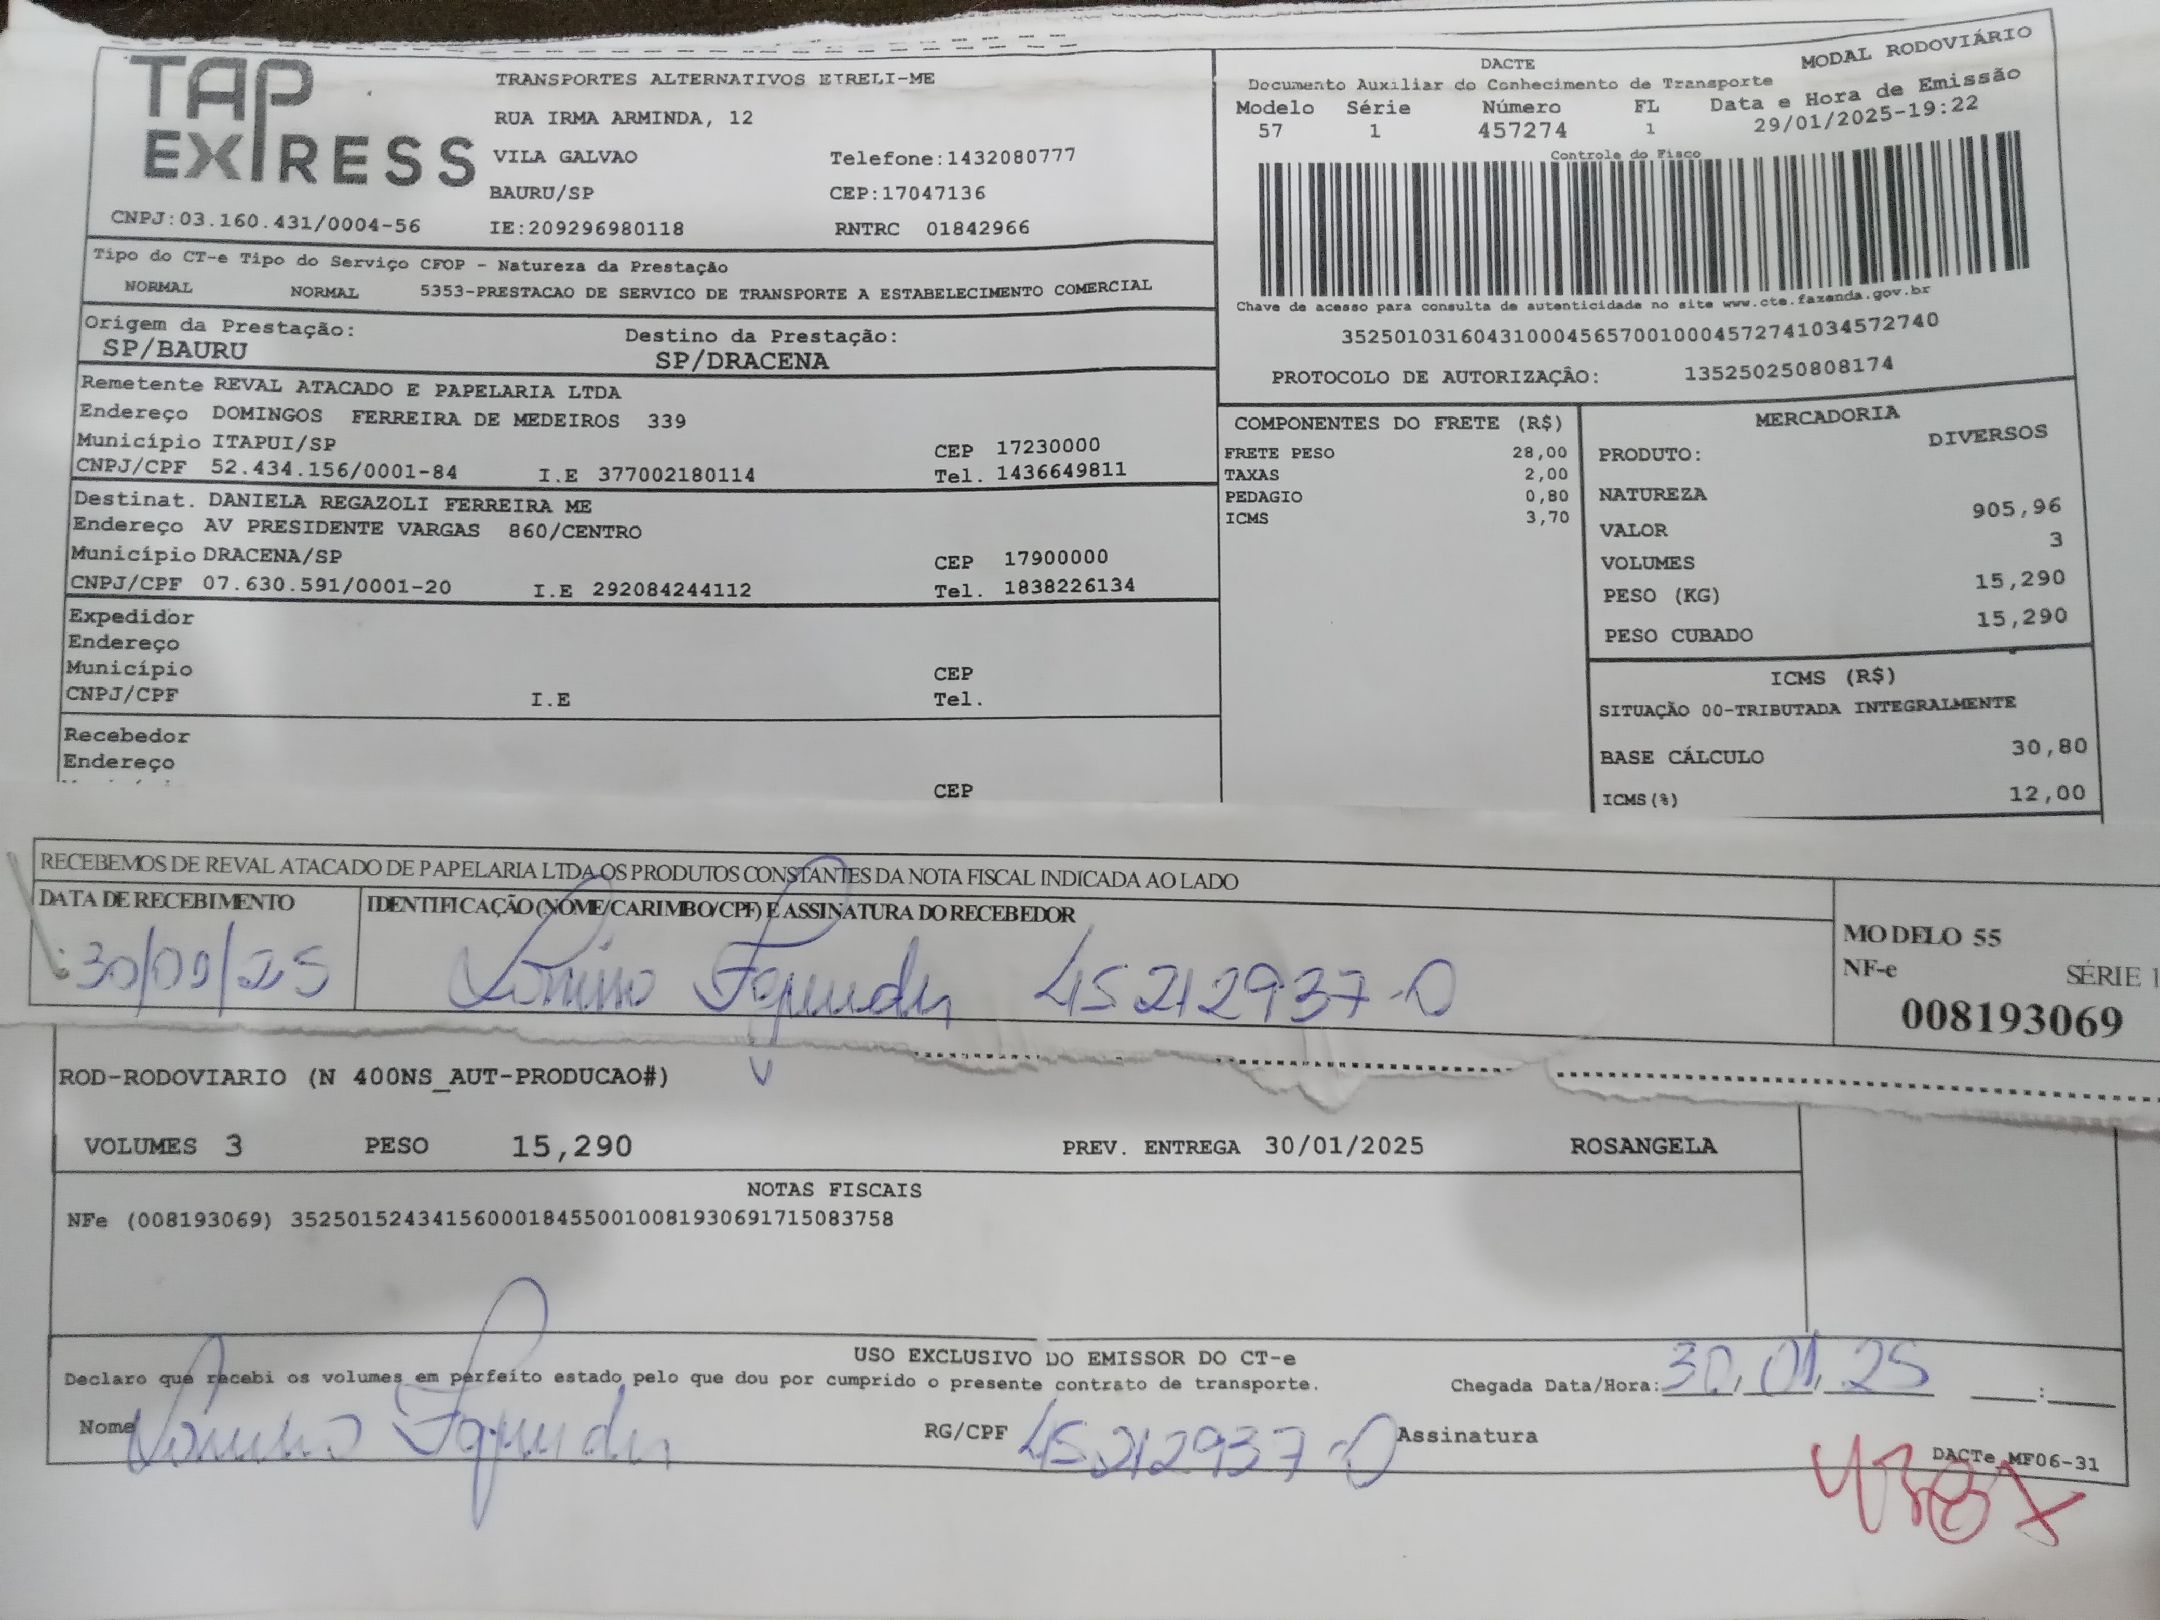 TAP EXPRESS
TRANSPORTES ALTERNATIVOS EIRELI-ME
RUA IRMA ARMINDA, 12
VILA GALVAO Telefone:1432080777
BAURU/SP CEP:17047136
CNPJ:03.160.431/0004-56 IE:209296980118 RNTRC 01842966
DACTE MODAL RODOVIÁRIO
Documento Auxiliar do Conhecimento de Transporte
Modelo Série Número FL Data e Hora de Emissão
57 1 457274 1 29/01/2025-19:22
Controle do Fisco
Chave de acesso para consulta de autenticidade no site www.cte.fazenda.gov.br
35250103160431000456570010004572741034572740
PROTOCOLO DE AUTORIZAÇÃO: 135250250808174
Tipo do CT-e Tipo do Serviço CFOP - Natureza da Prestação
NORMAL NORMAL 5353-PRESTACAO DE SERVICO DE TRANSPORTE A ESTABELECIMENTO COMERCIAL
Origem da Prestação: Destino da Prestação:
SP/BAURU SP/DRACENA
Remetente REVAL ATACADO E PAPELARIA LTDA
Endereço DOMINGOS FERREIRA DE MEDEIROS 339
Município ITAPUI/SP CEP 17230000
CNPJ/CPF 52.434.156/0001-84 I.E 377002180114 Tel. 1436649811
Destinat. DANIELA REGAZOLI FERREIRA ME
Endereço AV PRESIDENTE VARGAS 860/CENTRO
Município DRACENA/SP CEP 17900000
CNPJ/CPF 07.630.591/0001-20 I.E 292084244112 Tel. 1838226134
Expedidor
Endereço
Município CEP
CNPJ/CPF I.E Tel.
Recebedor
Endereço
CEP
COMPONENTES DO FRETE (R$)
FRETE PESO 28,00
TAXAS 2,00
PEDAGIO 0,80
ICMS 3,70
MERCADORIA
PRODUTO: DIVERSOS
NATUREZA
VALOR 905,96
VOLUMES 3
PESO (KG) 15,290
PESO CUBADO 15,290
ICMS (R$)
SITUAÇÃO 00-TRIBUTADA INTEGRALMENTE
BASE CÁLCULO 30,80
ICMS(%) 12,00
RECEBEMOS DE REVAL ATACADO DE PAPELARIA LTDA OS PRODUTOS CONSTANTES DA NOTA FISCAL INDICADA AO LADO
DATA DE RECEBIMENTO IDENTIFICAÇÃO (NOME/CARIMBO/CPF) E ASSINATURA DO RECEBEDOR
30/01/25 45212937-0
MODELO 55
NF-e SÉRIE 1
008193069
ROD-RODOVIARIO (N 400NS_AUT-PRODUCAO#)
VOLUMES 3 PESO 15,290 PREV. ENTREGA 30/01/2025 ROSANGELA
NOTAS FISCAIS
NFe (008193069) 35250152434156000184550010081930691715083758
USO EXCLUSIVO DO EMISSOR DO CT-e
Declaro que recebi os volumes em perfeito estado pelo que dou por cumprido o presente contrato de transporte. Chegada Data/Hora: 30,01,25 :
Nome RG/CPF 45212937-0 Assinatura
DACTe_MF06-31